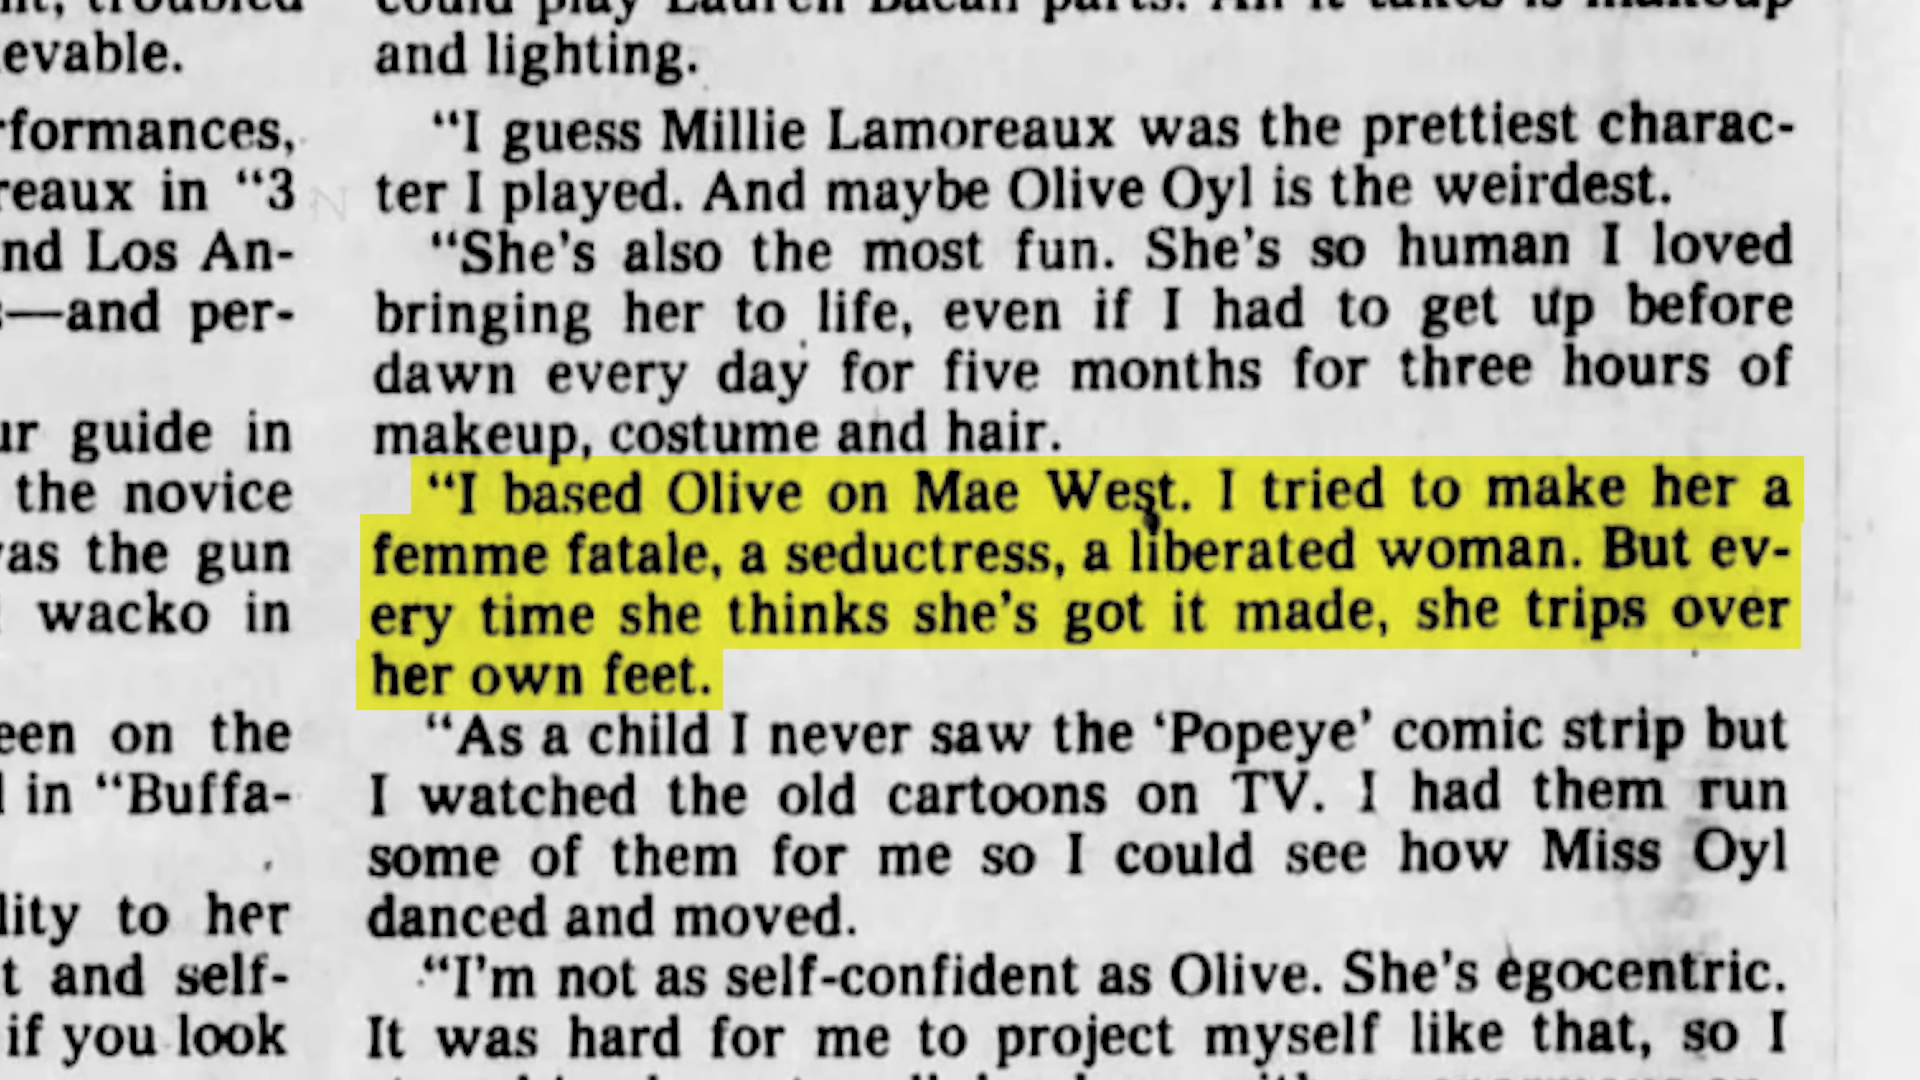 evable.
rformances,
reaux in “3
nd Los An-
s—and per-
ur guide in
the novice
vas the gun
wacko in
een on the
l in “Buffa-
lity to her
t and self-
if you look
could play Lauren Bacall parts. All it takes is makeup
and lighting.
“I guess Millie Lamoreaux was the prettiest charac-
ter I played. And maybe Olive Oyl is the weirdest.
“She’s also the most fun. She’s so human I loved
bringing her to life, even if I had to get up before
dawn every day for five months for three hours of
makeup, costume and hair.
“I based Olive on Mae West. I tried to make her a
femme fatale, a seductress, a liberated woman. But ev-
ery time she thinks she’s got it made, she trips over
her own feet.
“As a child I never saw the ‘Popeye’ comic strip but
I watched the old cartoons on TV. I had them run
some of them for me so I could see how Miss Oyl
danced and moved.
“I’m not as self-confident as Olive. She’s egocentric.
It was hard for me to project myself like that, so I